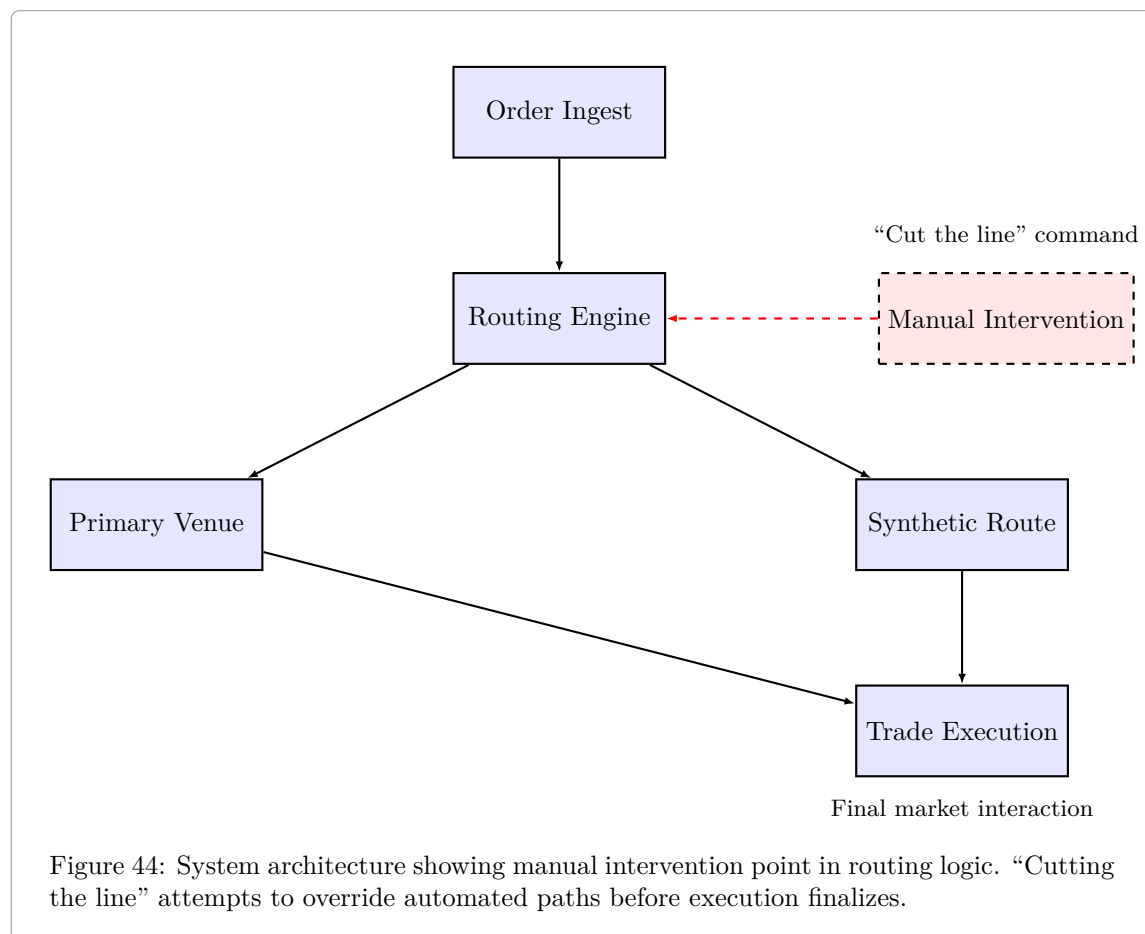 Order Ingest
“Cut the line” command
Routing Engine
Manual Intervention
Primary Venue
Synthetic Route
Trade Execution
Final market interaction
Figure 44: System architecture showing manual intervention point in routing logic. “Cutting
the line” attempts to override automated paths before execution finalizes.